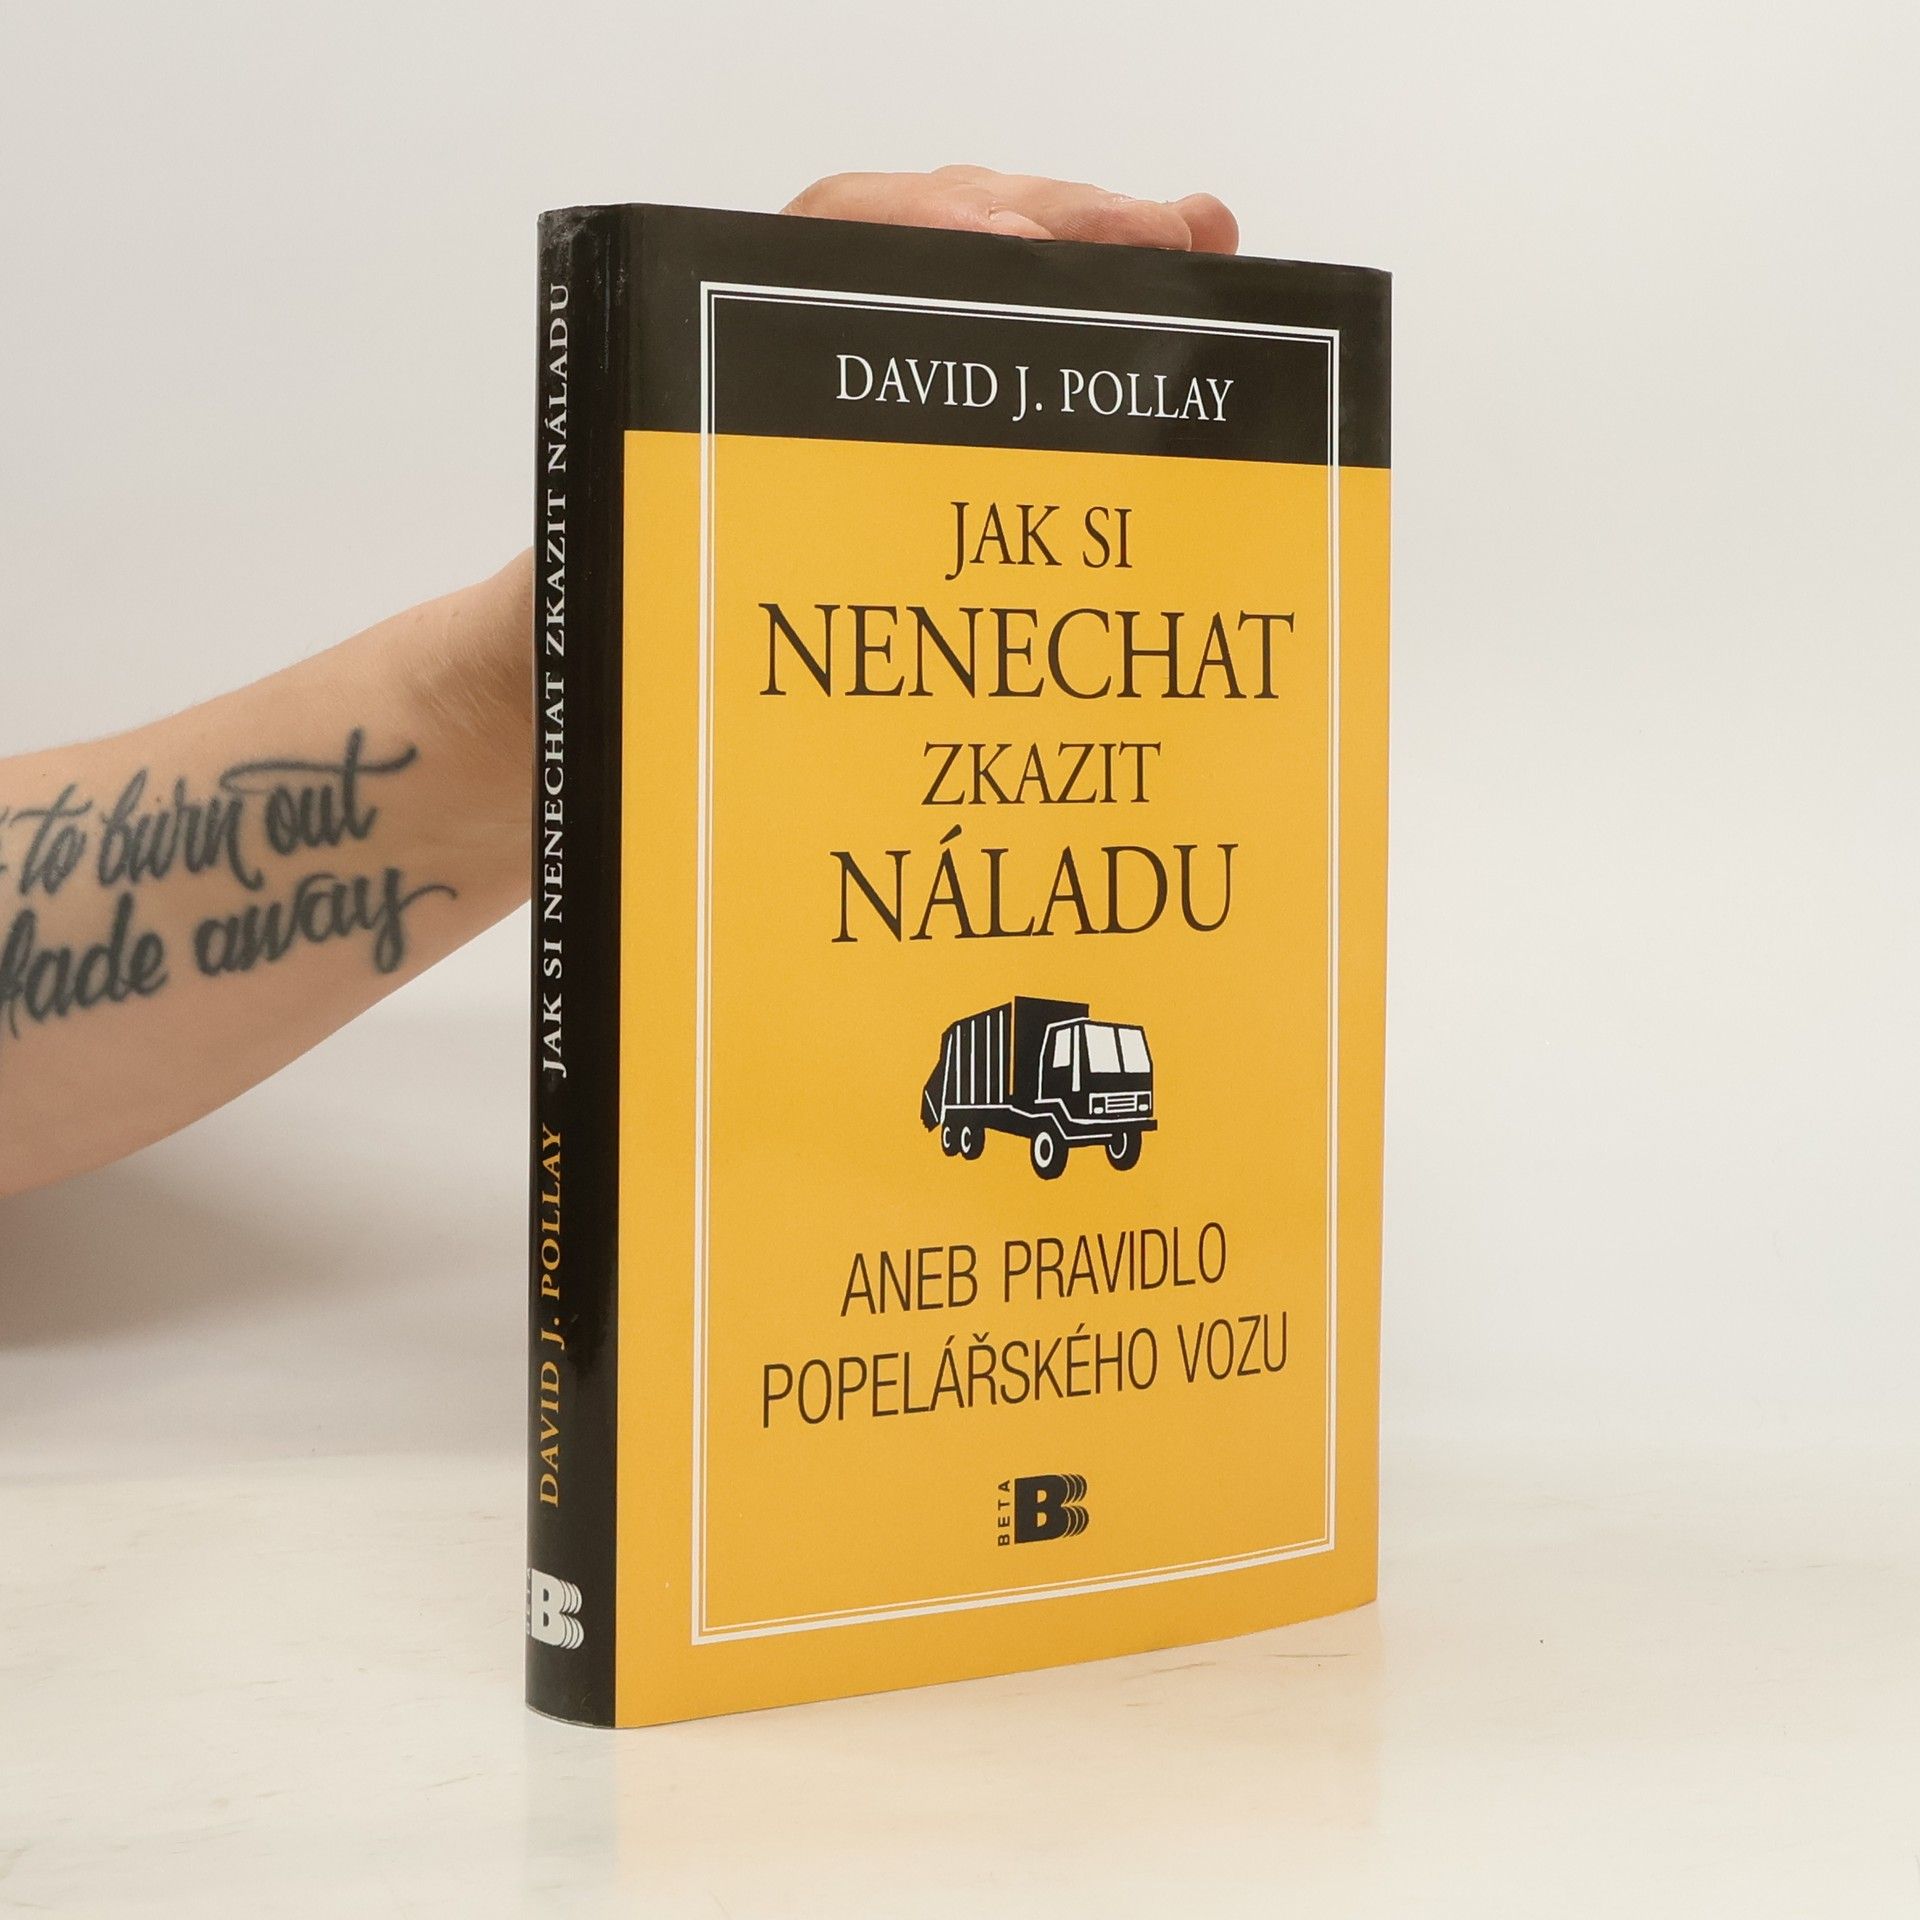 DAVID J. POLLAY
JAK SI
NENECHAT
ZKAZIT
NÁLADU
ANEB PRAVIDLO
POPELÁŘSKÉHO VOZU
BETA
B
DAVID J. POLLAY JAK SI NENECHAT ZKAZIT NÁLADU
BETA
B
to burn out
fade away